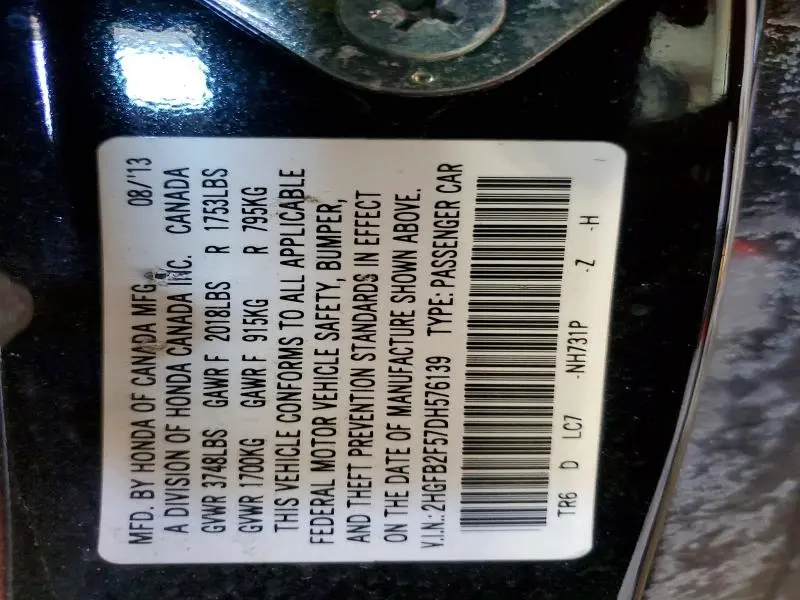 MFD. BY HONDA OF CANADA MFG. 08/'13
A DIVISION OF HONDA CANADA INC. CANADA
GVWR 3748LBS GAWR F 2018LBS R 1753LBS
GVWR 1700KG GAWR F 915KG R 795KG
THIS VEHICLE CONFORMS TO ALL APPLICABLE
FEDERAL MOTOR VEHICLE SAFETY, BUMPER,
AND THEFT PREVENTION STANDARDS IN EFFECT
ON THE DATE OF MANUFACTURE SHOWN ABOVE.
V.I.N.:2HGFB2F57DH576139 TYPE: PASSENGER CAR
TR6 D LC7 -NH731P -Z -H